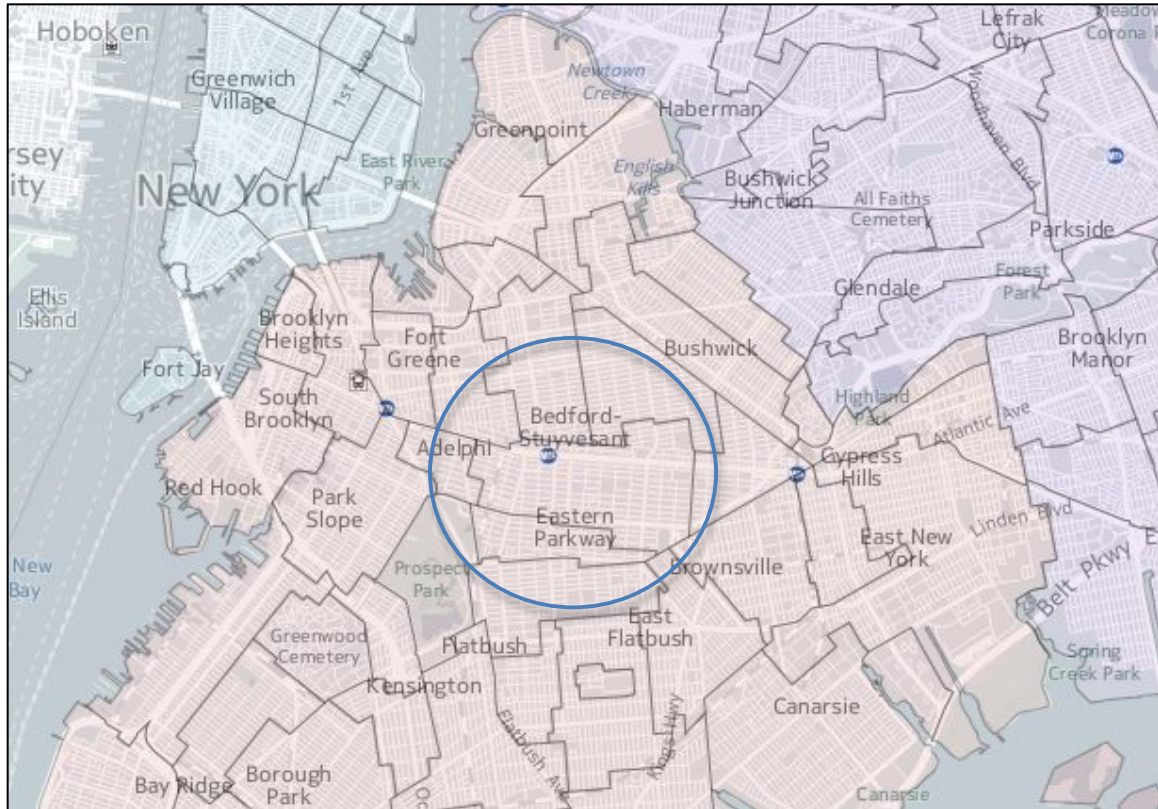 Hoboken
Greenwich
Village
1st Ave
Newtown
Creek
Haberman
Lefrak
City
Meadow
Corona
Woodhaven Blvd
Greenpoint
East River
Park
English
Kills
Bushwick
Junction
All Faiths
Cemetery
Parkside
rsey
ity
New York
Forest
Park
Glendale
Ellis
Island
Brooklyn
Heights
Fort
Greene
Bushwick
Brooklyn
Manor
Fort Jay
South
Brooklyn
Highland
Park
Bedford-
Stuyvesant
Atlantic Ave
Adelphi
Cypress
Hills
Red Hook
Park
Slope
Eastern
Parkway
East New
York
Linden Blvd
New
Bay
Prospect
Park
Brownsville
Belt Pkwy
Greenwood
Cemetery
Flatbush
East
Flatbush
Spring
Creek Park
Kensington
Canarsie
Flatbush Ave
Kings Hwy
Bay Ridge
Borough
Park
Oc
Canarsie